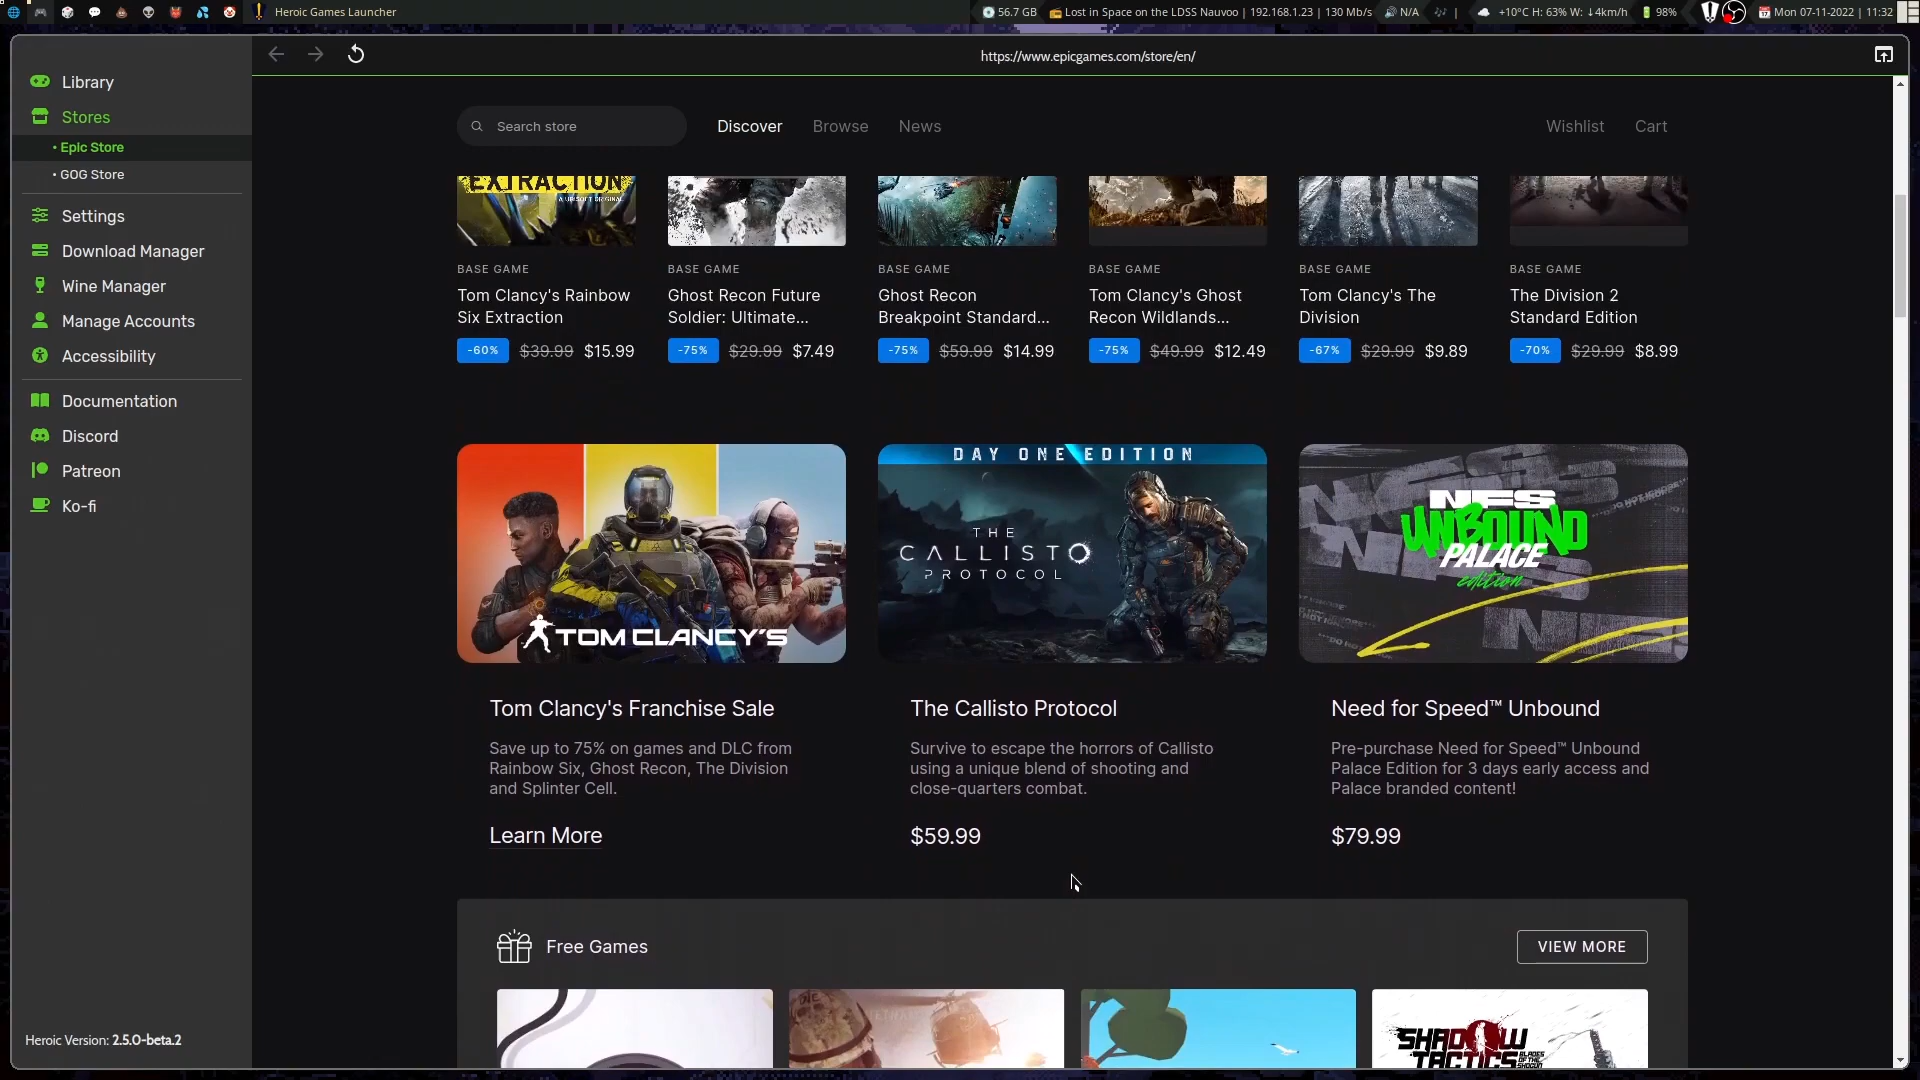 Heroic Games Launcher
56.7 GB
Lost in Space on the LDSS Nauvoo | 192.168.1.23 | 130 Mb/s
N/A
|
+10°C H: 63% W: ↓4km/h
98%
Mon 07-11-2022 | 11:32
https://www.epicgames.com/store/en/
Library
Stores
• Epic Store
• GOG Store
Settings
Download Manager
Wine Manager
Manage Accounts
Accessibility
Documentation
Discord
Patreon
Ko-fi
Heroic Version: 2.5.0-beta.2
Search store
Discover
Browse
News
Wishlist
Cart
EXTRACTION
A UBISOFT ORIGINAL
BASE GAME
Tom Clancy's Rainbow
Six Extraction
-60% $39.99 $15.99
BASE GAME
Ghost Recon Future
Soldier: Ultimate...
-75% $29.99 $7.49
BASE GAME
Ghost Recon
Breakpoint Standard...
-75% $59.99 $14.99
BASE GAME
Tom Clancy's Ghost
Recon Wildlands...
-75% $49.99 $12.49
BASE GAME
Tom Clancy's The
Division
-67% $29.99 $9.89
BASE GAME
The Division 2
Standard Edition
-70% $29.99 $8.99
TOM CLANCY'S
Tom Clancy's Franchise Sale
Save up to 75% on games and DLC from
Rainbow Six, Ghost Recon, The Division
and Splinter Cell.
Learn More
DAY ONE EDITION
THE
CALLISTO
PROTOCOL
The Callisto Protocol
Survive to escape the horrors of Callisto
using a unique blend of shooting and
close-quarters combat.
$59.99
NFS
UNBOUND
PALACE
edition
Need for Speed™ Unbound
Pre-purchase Need for Speed™ Unbound
Palace Edition for 3 days early access and
Palace branded content!
$79.99
Free Games
VIEW MORE
SHADOW
TACTICS
BLADES
OF THE
SHOGUN